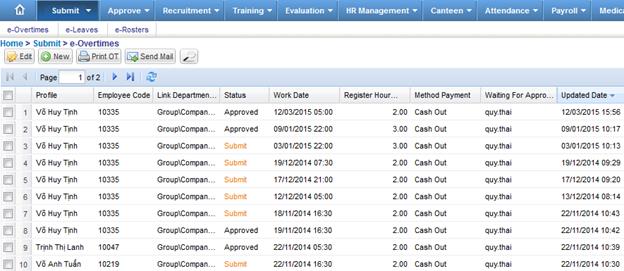 Submit Approve Recruitment Training Evaluation HR Management Canteen Attendance Payroll Medica
e-Overtimes e-Leaves e-Rosters
Home > Submit > e-Overtimes
Edit New Print OT Send Mail
Page 1 of 2
Profile Employee Code Link Departmen... Status Work Date Register Hour... Method Payment Waiting For Appro... Updated Date
1 Võ Huy Tịnh 10335 Group\Compan... Approved 12/03/2015 05:00 2.00 Cash Out quy.thai 12/03/2015 15:56
2 Võ Huy Tịnh 10335 Group\Compan... Approved 09/01/2015 22:00 3.00 Cash Out quy.thai 09/01/2015 10:17
3 Võ Huy Tịnh 10335 Group\Compan... Submit 03/01/2015 22:00 3.00 Cash Out quy.thai 03/01/2015 10:13
4 Võ Huy Tịnh 10335 Group\Compan... Submit 19/12/2014 07:30 2.00 Cash Out quy.thai 19/12/2014 09:29
5 Võ Huy Tịnh 10335 Group\Compan... Submit 17/12/2014 21:00 2.00 Cash Out quy.thai 17/12/2014 09:20
6 Võ Huy Tịnh 10335 Group\Compan... Submit 12/12/2014 05:00 2.00 Cash Out quy.thai 13/12/2014 08:14
7 Võ Huy Tịnh 10335 Group\Compan... Submit 18/11/2014 16:30 2.00 Cash Out quy.thai 22/11/2014 10:43
8 Võ Huy Tịnh 10335 Group\Compan... Approved 19/11/2014 16:30 2.00 Cash Out quy.thai 22/11/2014 10:42
9 Trịnh Thị Lanh 10047 Group\Compan... Approved 22/11/2014 05:30 2.00 Cash Out quy.thai 22/11/2014 10:39
10 Võ Anh Tuấn 10219 Group\Compan... Submit 22/11/2014 16:30 2.00 Cash Out quy.thai 22/11/2014 10:30